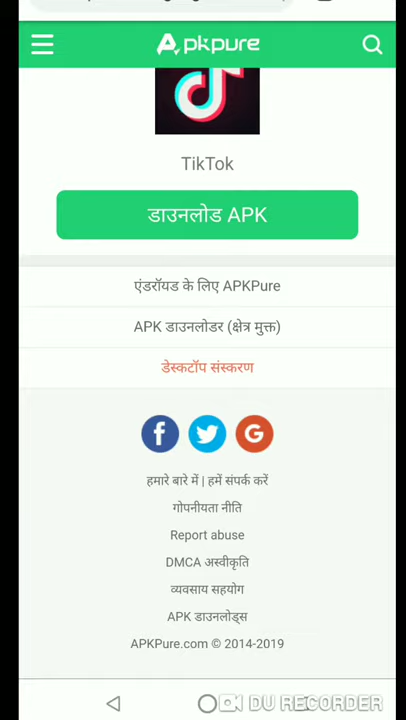 Apkpure
TikTok
डाउनलोड APK
एंडरॉयड के लिए APKPure
APK डाउनलोडर (क्षेत्र मुक्त)
डेस्कटॉप संस्करण
f G
हमारे बारे में | हमें संपर्क करें
गोपनीयता नीति
Report abuse
DMCA अस्वीकृति
व्यवसाय सहयोग
APK डाउनलोड्स
APKPure.com © 2014-2019
DU RECORDER